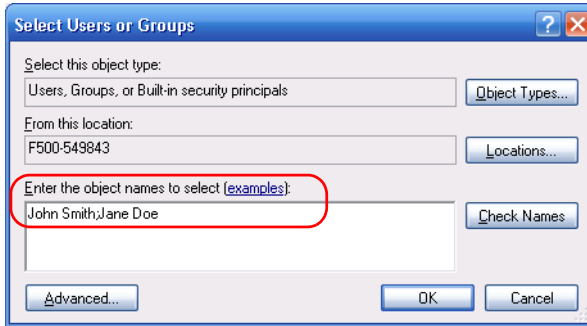 Select Users or Groups
Select this object type:
Users, Groups, or Built-in security principals
Object Types...
From this location:
F500-549843
Locations...
Enter the object names to select (examples):
John Smith;Jane Doe
Check Names
Advanced...
OK
Cancel